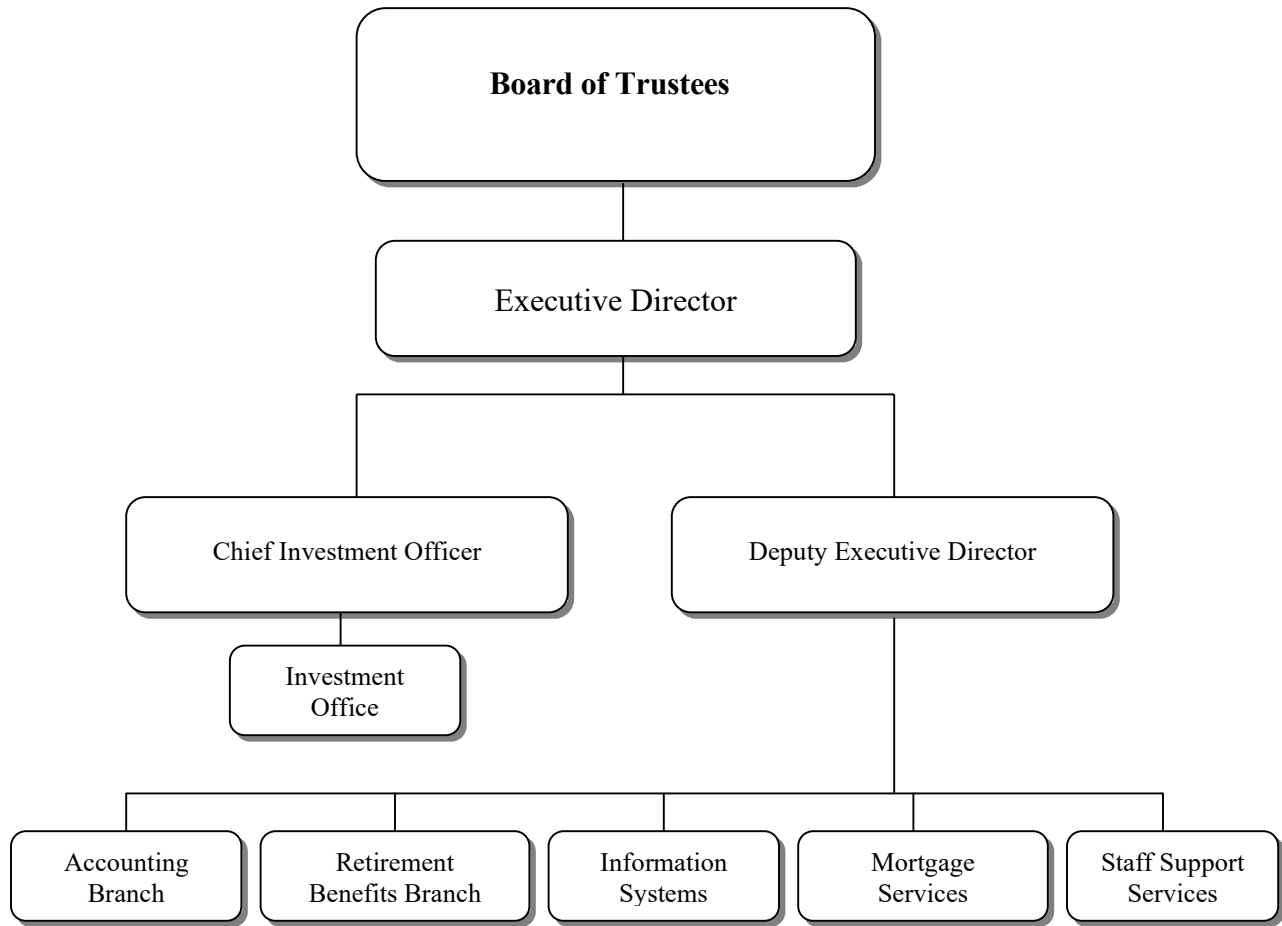 Board of Trustees
Executive Director
Chief Investment Officer
Deputy Executive Director
Investment
Office
Accounting
Branch
Retirement
Benefits Branch
Information
Systems
Mortgage
Services
Staff Support
Services